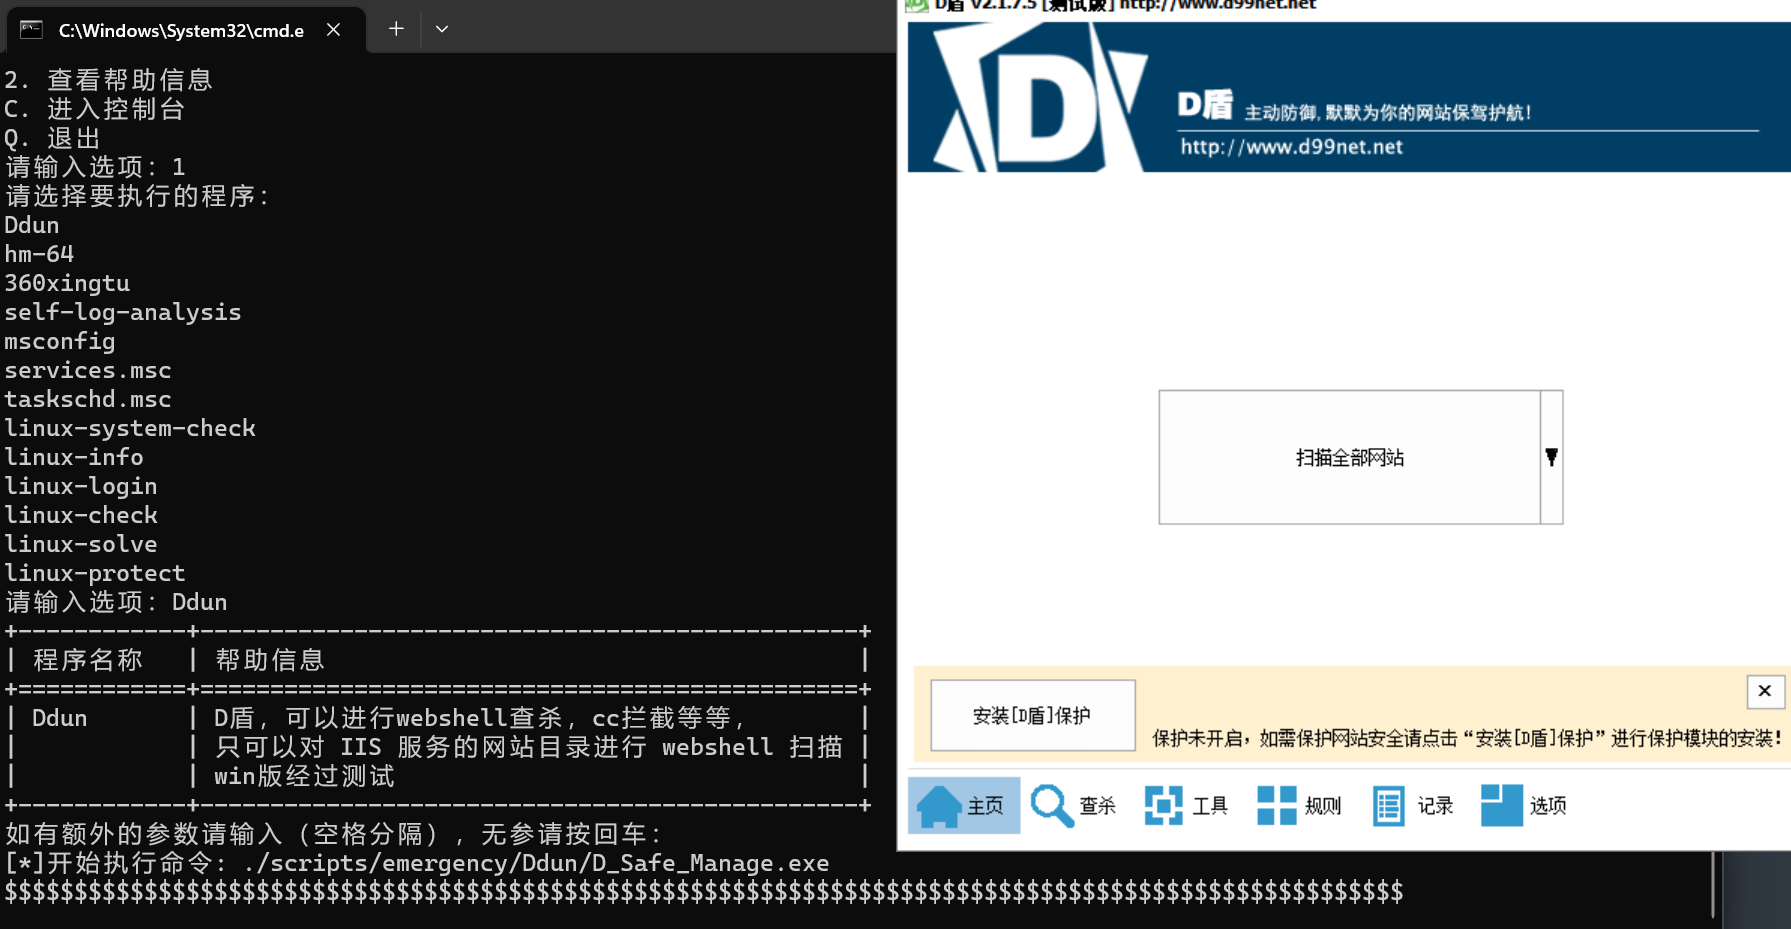 C:\Windows\System32\cmd.e
2. 查看帮助信息
C. 进入控制台
Q. 退出
请输入选项: 1
请选择要执行的程序:
Ddun
hm-64
360xingtu
self-log-analysis
msconfig
services.msc
taskschd.msc
linux-system-check
linux-info
linux-login
linux-check
linux-solve
linux-protect
请输入选项: Ddun
+------------+-----------------------------------------------+
| 程序名称 | 帮助信息 |
+============+===============================================+
| Ddun | D盾, 可以进行webshell查杀, cc拦截等等, |
| | 只可以对 IIS 服务的网站目录进行 webshell 扫描 |
| | win版经过测试 |
+------------+-----------------------------------------------+
如有额外的参数请输入 (空格分隔), 无参请按回车:
[*]开始执行命令: ./scripts/emergency/Ddun/D_Safe_Manage.exe
$$$$$$$$$$$$$$$$$$$$$$$$$$$$$$$$$$$$$$$$$$$$$$$$$$$$$$$$$$$$$$$$$$$$$$$$$$$$$$$$$$$$$$$$$$$$$$$$$$$$
D盾 v2.1.7.5 [测试版] http://www.d99net.net
D
D盾 主动防御,默默为你的网站保驾护航!
http://www.d99net.net
扫描全部网站
安装[D盾]保护
保护未开启，如需保护网站安全请点击“安装[D盾]保护”进行保护模块的安装!
主页 查杀 工具 规则 记录 选项